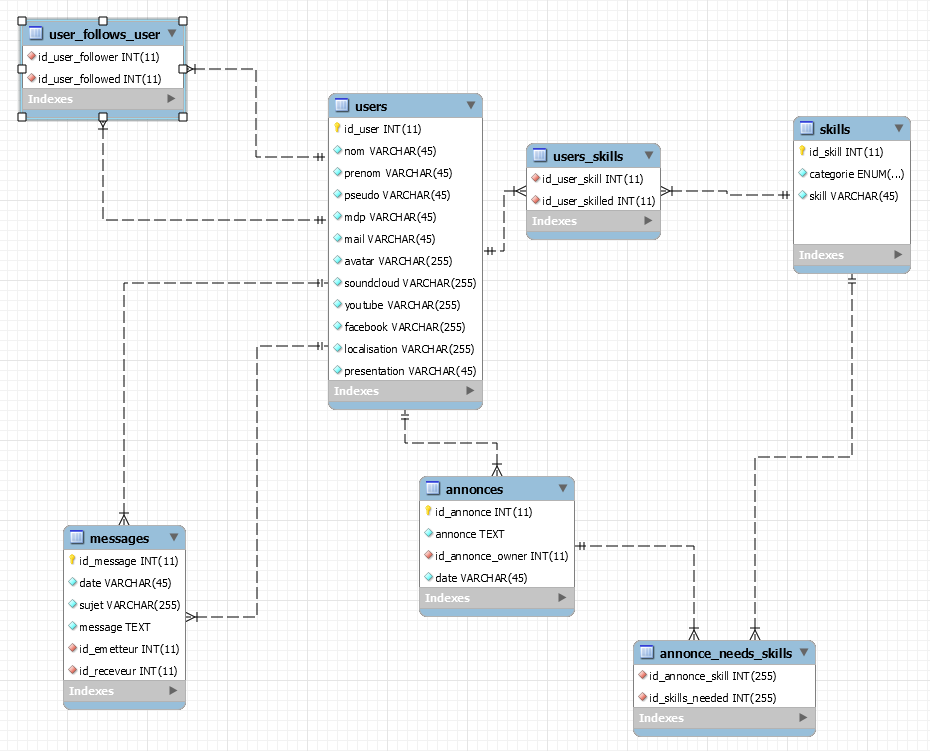 user_follows_user
id_user_follower INT(11)
id_user_followed INT(11)
Indexes
users
id_user INT(11)
nom VARCHAR(45)
prenom VARCHAR(45)
pseudo VARCHAR(45)
mdp VARCHAR(45)
mail VARCHAR(45)
avatar VARCHAR(255)
soundcloud VARCHAR(255)
youtube VARCHAR(255)
facebook VARCHAR(255)
localisation VARCHAR(255)
presentation VARCHAR(45)
Indexes
users_skills
id_user_skill INT(11)
id_user_skilled INT(11)
Indexes
skills
id_skill INT(11)
categorie ENUM(...)
skill VARCHAR(45)
Indexes
messages
id_message INT(11)
date VARCHAR(45)
sujet VARCHAR(255)
message TEXT
id_emetteur INT(11)
id_receveur INT(11)
Indexes
annonces
id_annonce INT(11)
annonce TEXT
id_annonce_owner INT(11)
date VARCHAR(45)
Indexes
annonce_needs_skills
id_annonce_skill INT(255)
id_skills_needed INT(255)
Indexes